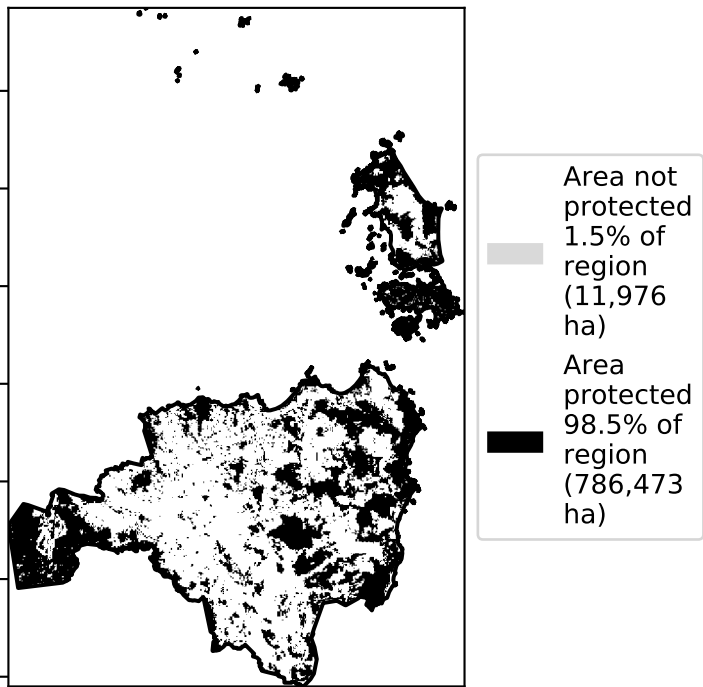 Area not
protected
1.5% of
region
(11,976
ha)
Area
protected
98.5% of
region
(786,473
ha)